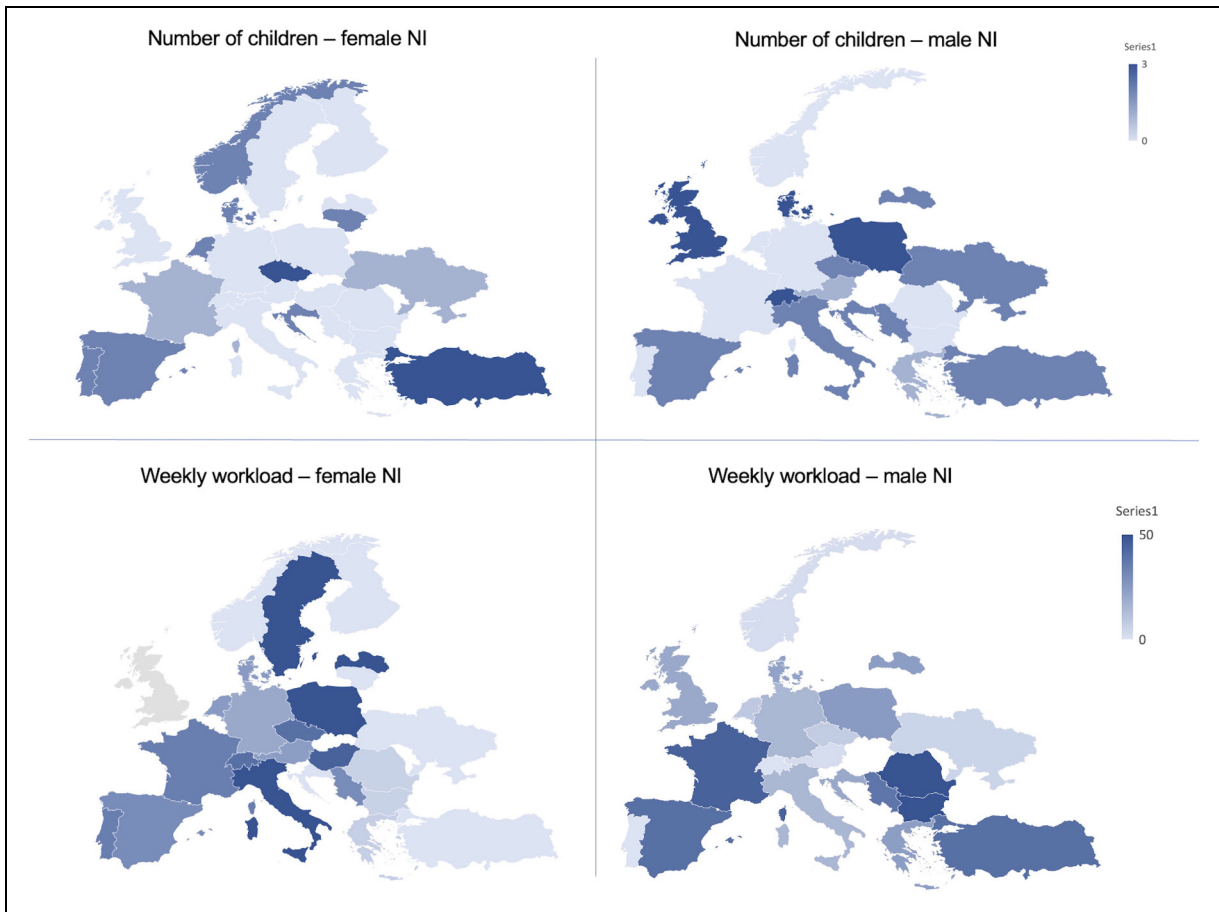 Number of children – female NI
Number of children – male NI
Series1
3
0
Weekly workload – female NI
Weekly workload – male NI
Series1
50
0